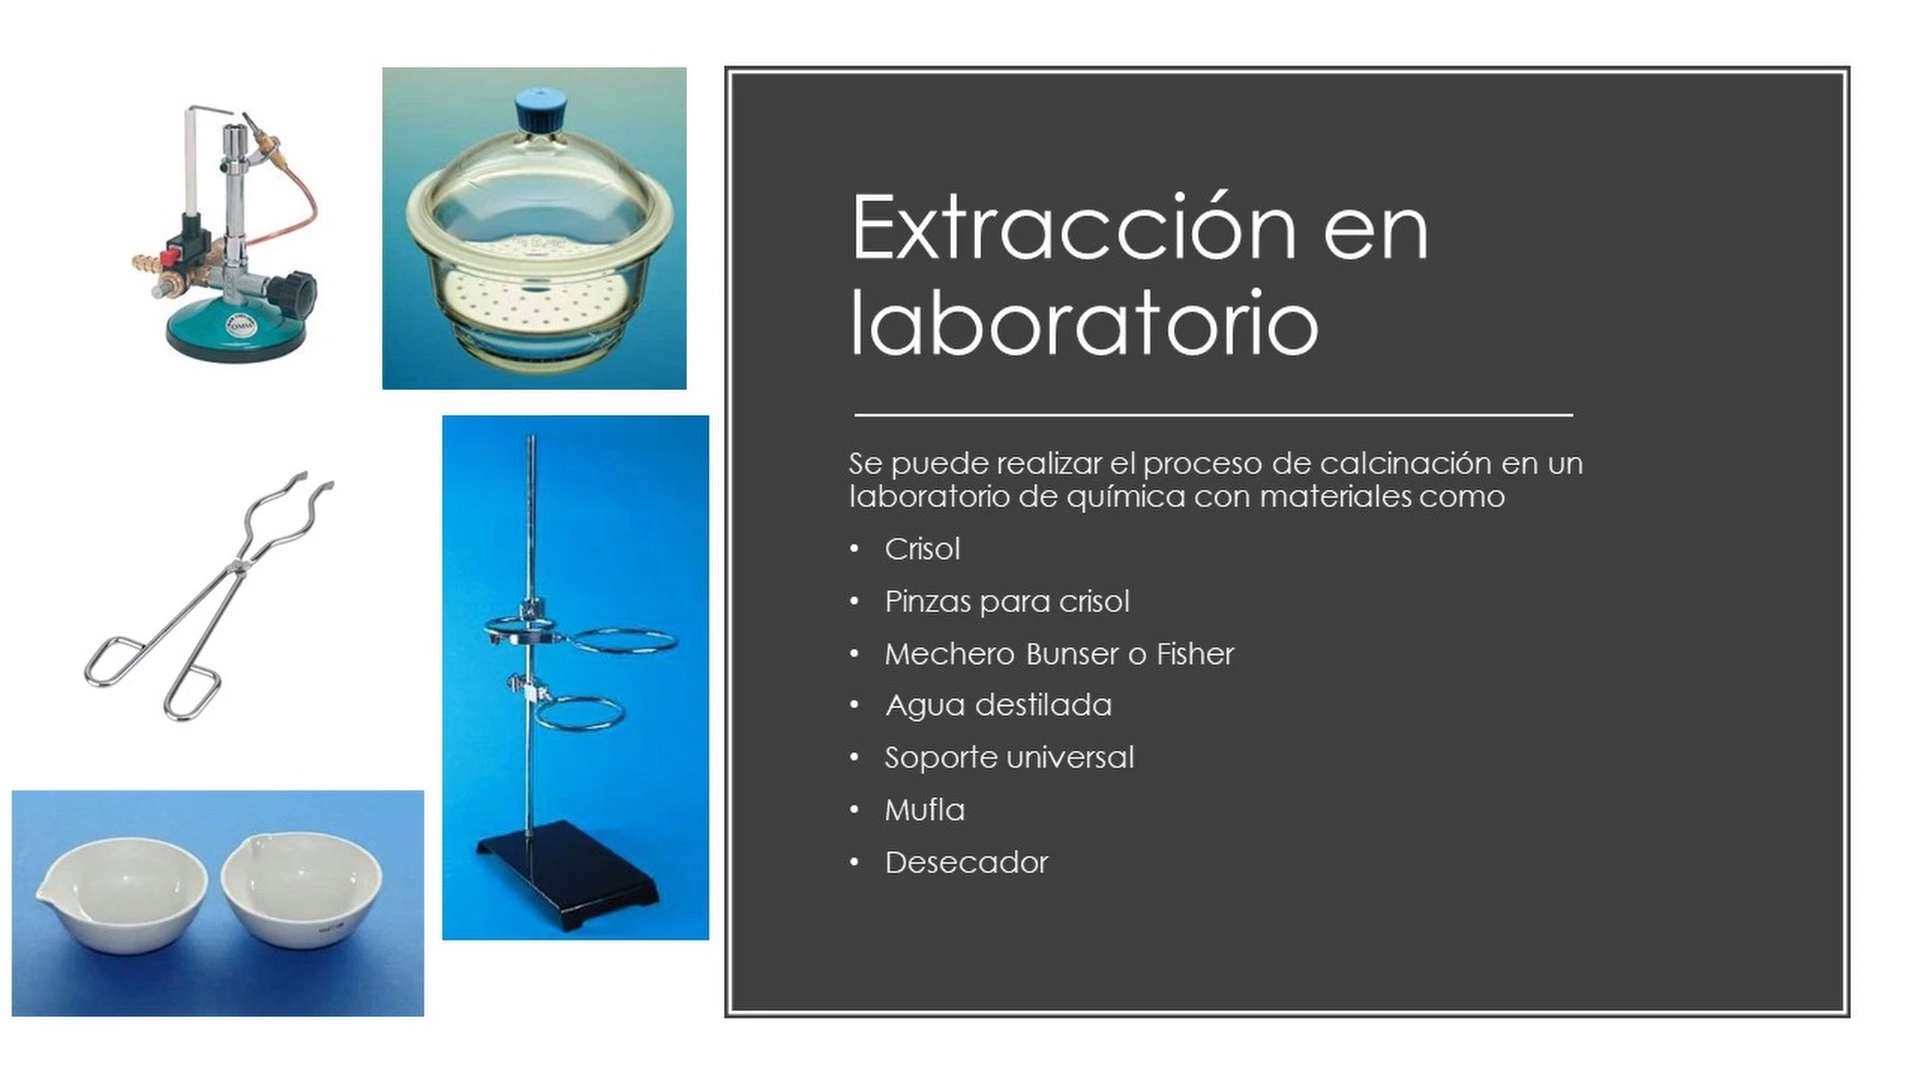 Extracción en
laboratorio
Se puede realizar el proceso de calcinación en un
laboratorio de química con materiales como
• Crisol
• Pinzas para crisol
• Mechero Bunser o Fisher
• Agua destilada
• Soporte universal
• Mufla
• Desecador